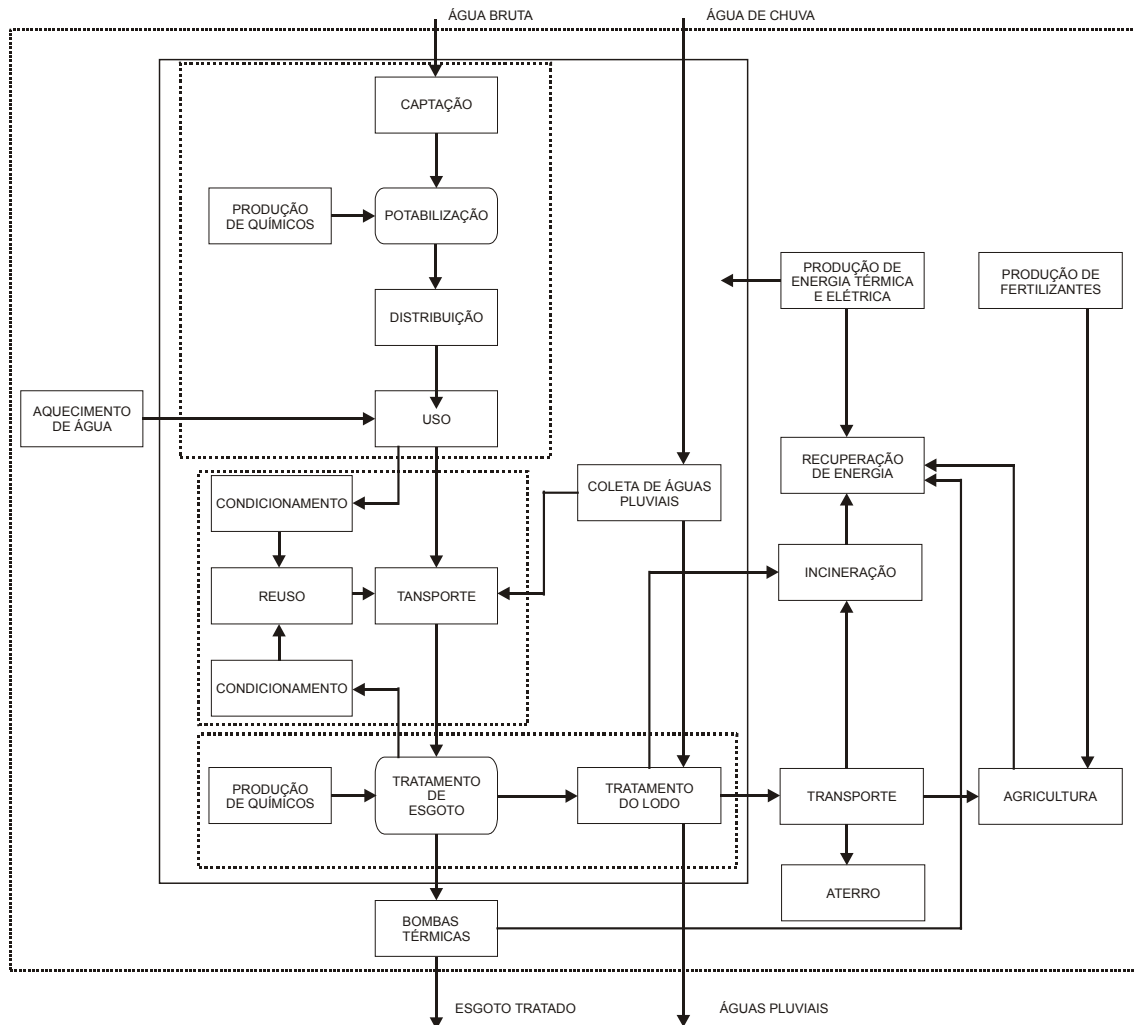 ÁGUA BRUTA
ÁGUA DE CHUVA
CAPTAÇÃO
PRODUÇÃO
DE QUÍMICOS
POTABILIZAÇÃO
DISTRIBUIÇÃO
PRODUÇÃO DE
ENERGIA TÉRMICA
E ELÉTRICA
PRODUÇÃO DE
FERTILIZANTES
AQUECIMENTO
DE ÁGUA
USO
RECUPERAÇÃO
DE ENERGIA
CONDICIONAMENTO
COLETA DE ÁGUAS
PLUVIAIS
REUSO
TANSPORTE
INCINERAÇÃO
CONDICIONAMENTO
PRODUÇÃO
DE QUÍMICOS
TRATAMENTO
DE
ESGOTO
TRATAMENTO
DO LODO
TRANSPORTE
AGRICULTURA
ATERRO
BOMBAS
TÉRMICAS
ESGOTO TRATADO
ÁGUAS PLUVIAIS